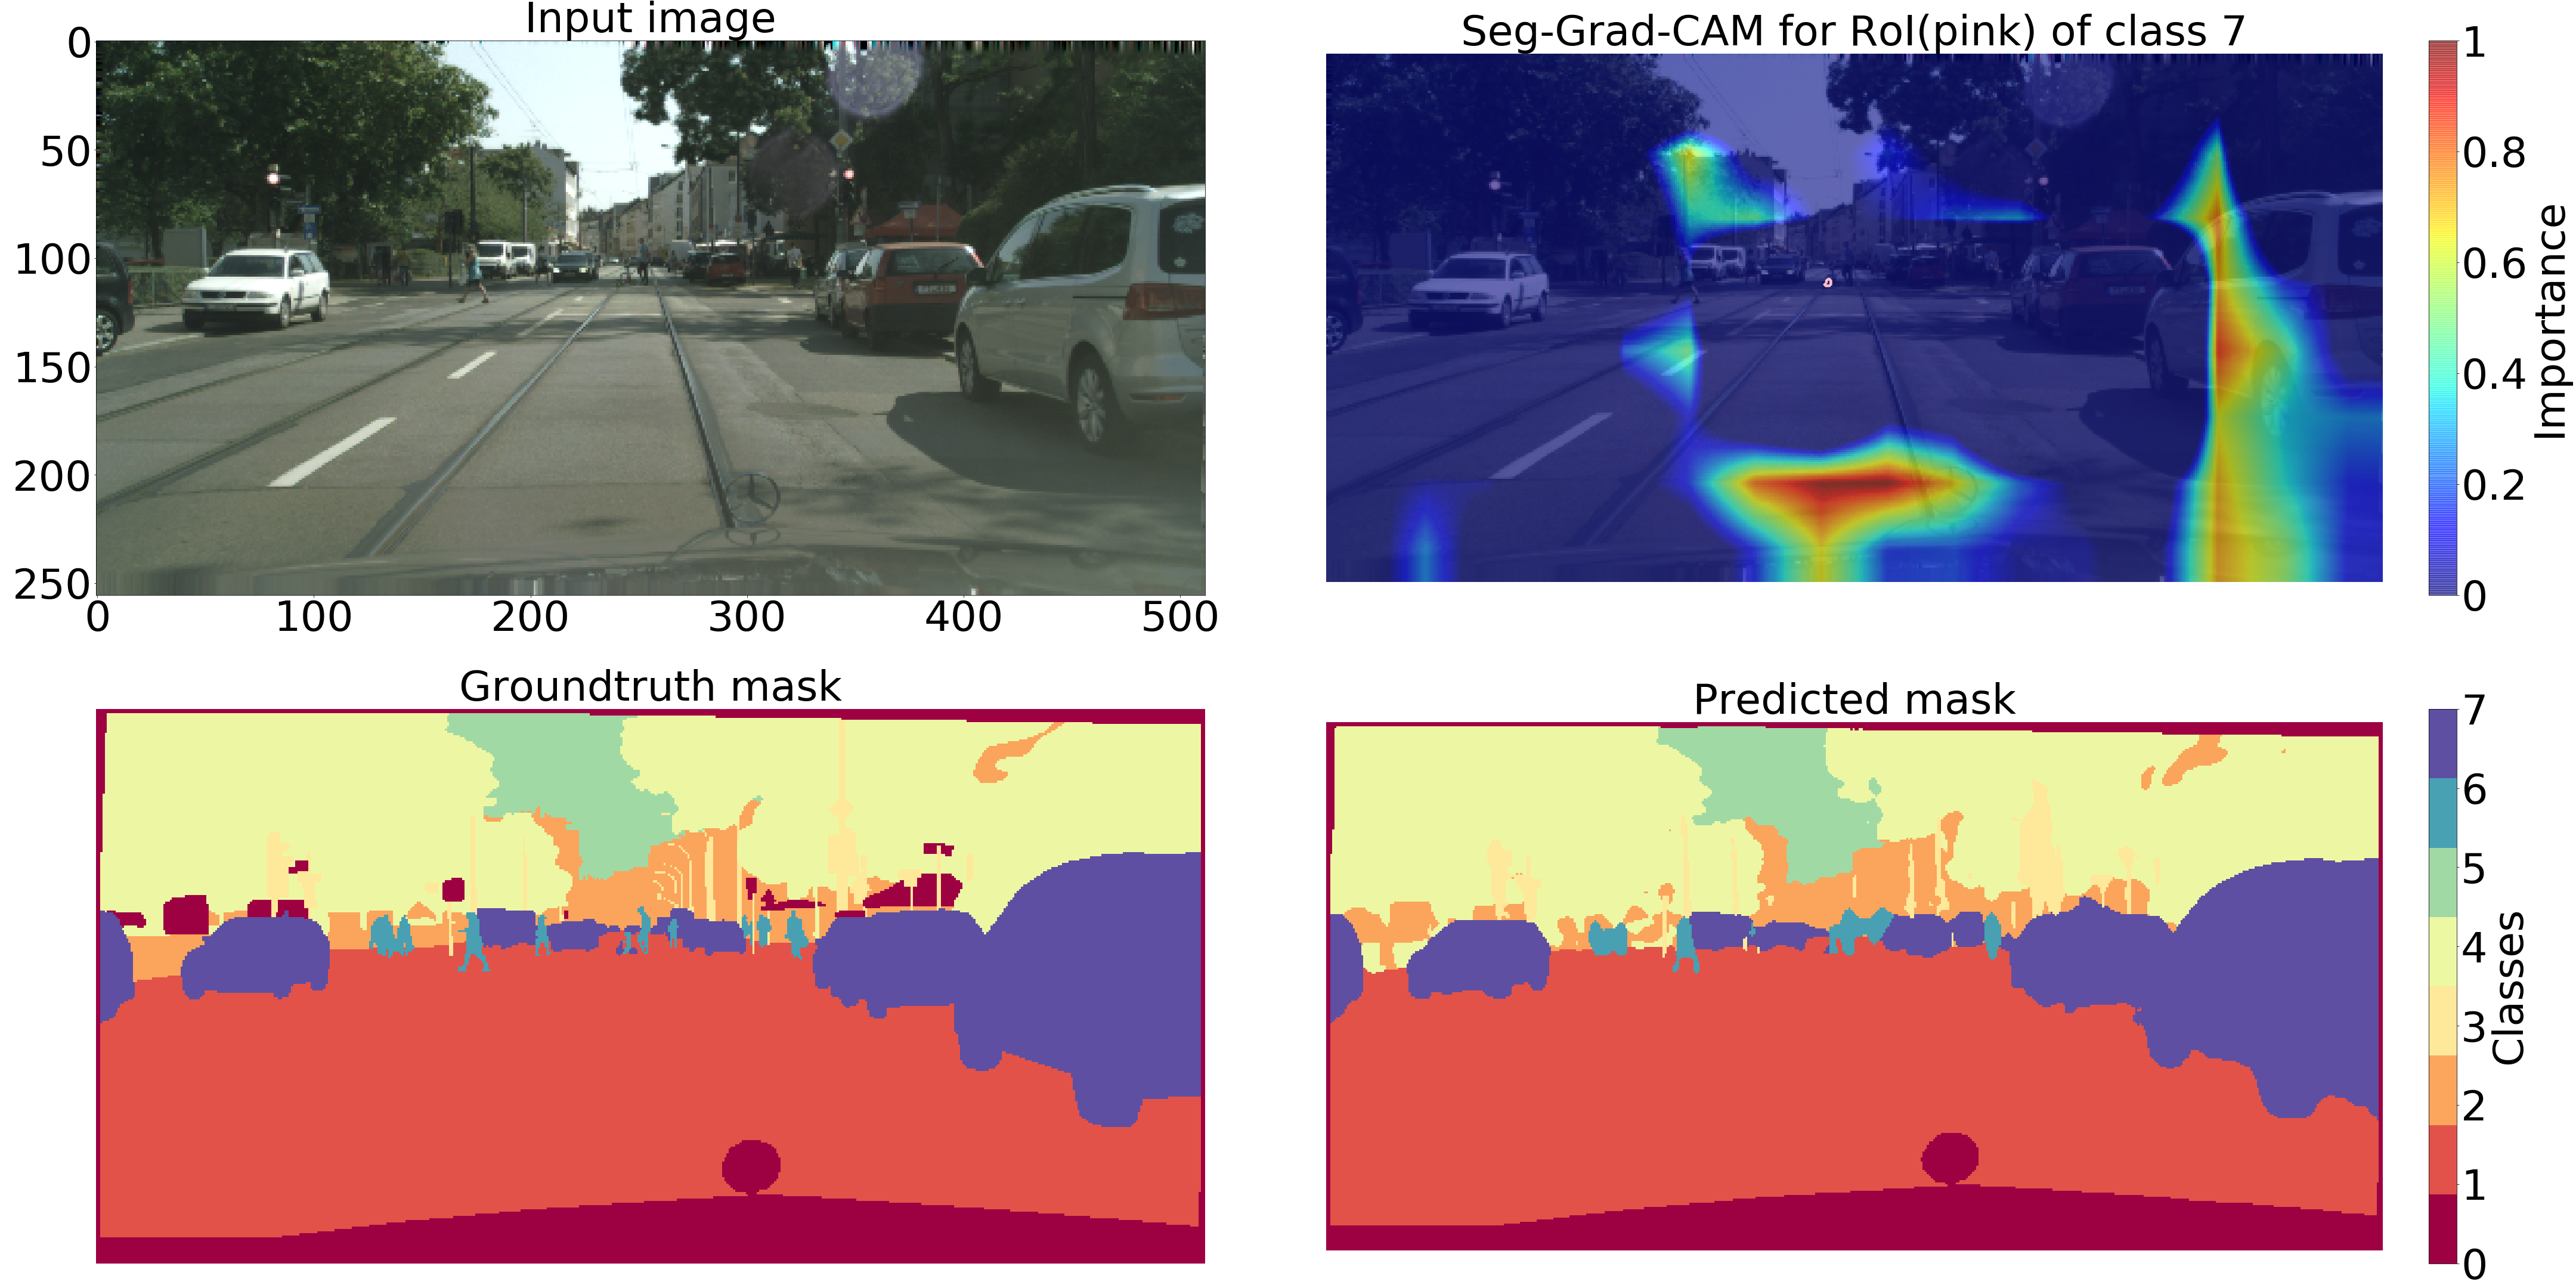 Input image
0
50
100
150
200
250
0 100 200 300 400 500
Seg-Grad-CAM for RoI(pink) of class 7
1
0.8
0.6
0.4
0.2
0
Importance
Groundtruth mask
Predicted mask
7
6
5
4
3
2
1
0
Classes